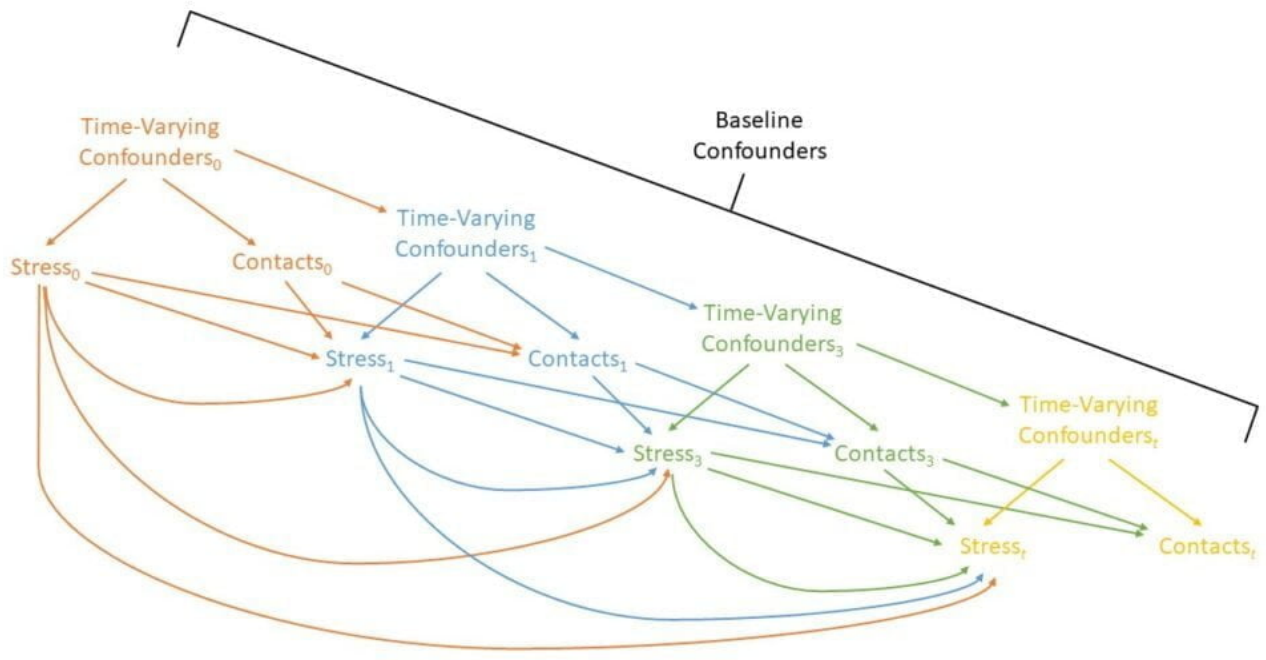 Baseline
Confounders
Time-Varying
Confounders₀
Time-Varying
Confounders₁
Stress₀
Contacts₀
Time-Varying
Confounders₃
Stress₁
Contacts₁
Time-Varying
Confoundersₜ
Stress₃
Contacts₃
Stressₜ
Contactsₜ